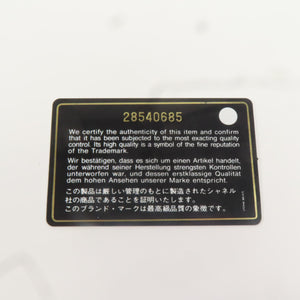 28540685
We certify the authenticity of this item and confirm
that it has been subjected to the most exacting quality
control. Its high quality is a symbol of the fine reputation
of the Trademark.
Wir bestätigen, dass es sich um einen Artikel handelt,
der während seiner Herstellung strengsten Kontrollen
unterworfen war, und dessen erstklassige Qualität
dem hohen Ansehen unserer Marke entspricht.
この製品は厳しい管理のもとに製造されたシャネル
社の商品であることを証明いたします。
このブランド・マークは最高級品質の象徴です。